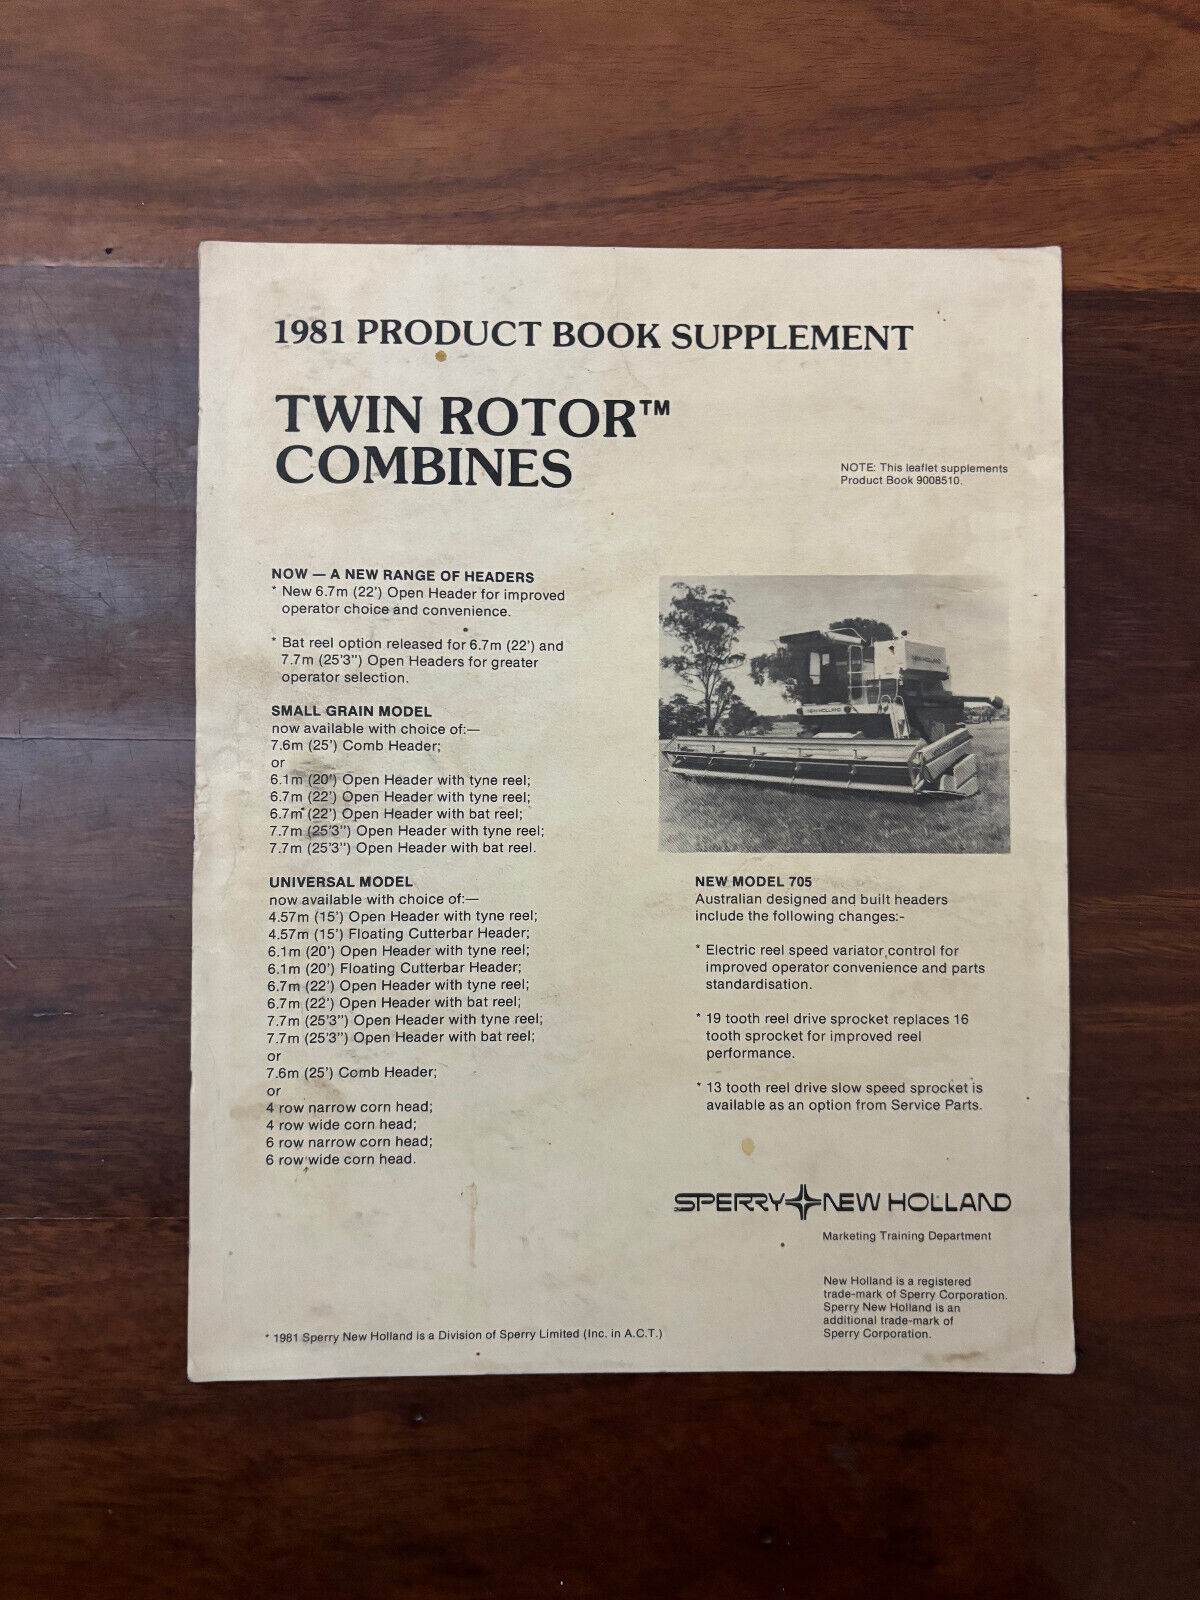 1981 PRODUCT BOOK SUPPLEMENT
TWIN ROTOR™
COMBINES
NOTE: This leaflet supplements
Product Book 9008510.
NOW — A NEW RANGE OF HEADERS
* New 6.7m (22') Open Header for improved
operator choice and convenience.
* Bat reel option released for 6.7m (22') and
7.7m (25'3") Open Headers for greater
operator selection.
SMALL GRAIN MODEL
now available with choice of:—
7.6m (25') Comb Header;
or
6.1m (20') Open Header with tyne reel;
6.7m (22') Open Header with tyne reel;
6.7m (22') Open Header with bat reel;
7.7m (25'3") Open Header with tyne reel;
7.7m (25'3") Open Header with bat reel.
UNIVERSAL MODEL
now available with choice of:—
4.57m (15') Open Header with tyne reel;
4.57m (15') Floating Cutterbar Header;
6.1m (20') Open Header with tyne reel;
6.1m (20') Floating Cutterbar Header;
6.7m (22') Open Header with tyne reel;
6.7m (22') Open Header with bat reel;
7.7m (25'3") Open Header with tyne reel;
7.7m (25'3") Open Header with bat reel;
or
7.6m (25') Comb Header;
or
4 row narrow corn head;
4 row wide corn head;
6 row narrow corn head;
6 row wide corn head.
NEW HOLLAND
NEW HOLLAND
NEW MODEL 705
Australian designed and built headers
include the following changes:-
* Electric reel speed variator control for
improved operator convenience and parts
standardisation.
* 19 tooth reel drive sprocket replaces 16
tooth sprocket for improved reel
performance.
* 13 tooth reel drive slow speed sprocket is
available as an option from Service Parts.
SPERRY NEW HOLLAND
Marketing Training Department
New Holland is a registered
trade-mark of Sperry Corporation.
Sperry New Holland is an
additional trade-mark of
Sperry Corporation.
* 1981 Sperry New Holland is a Division of Sperry Limited (Inc. in A.C.T.)